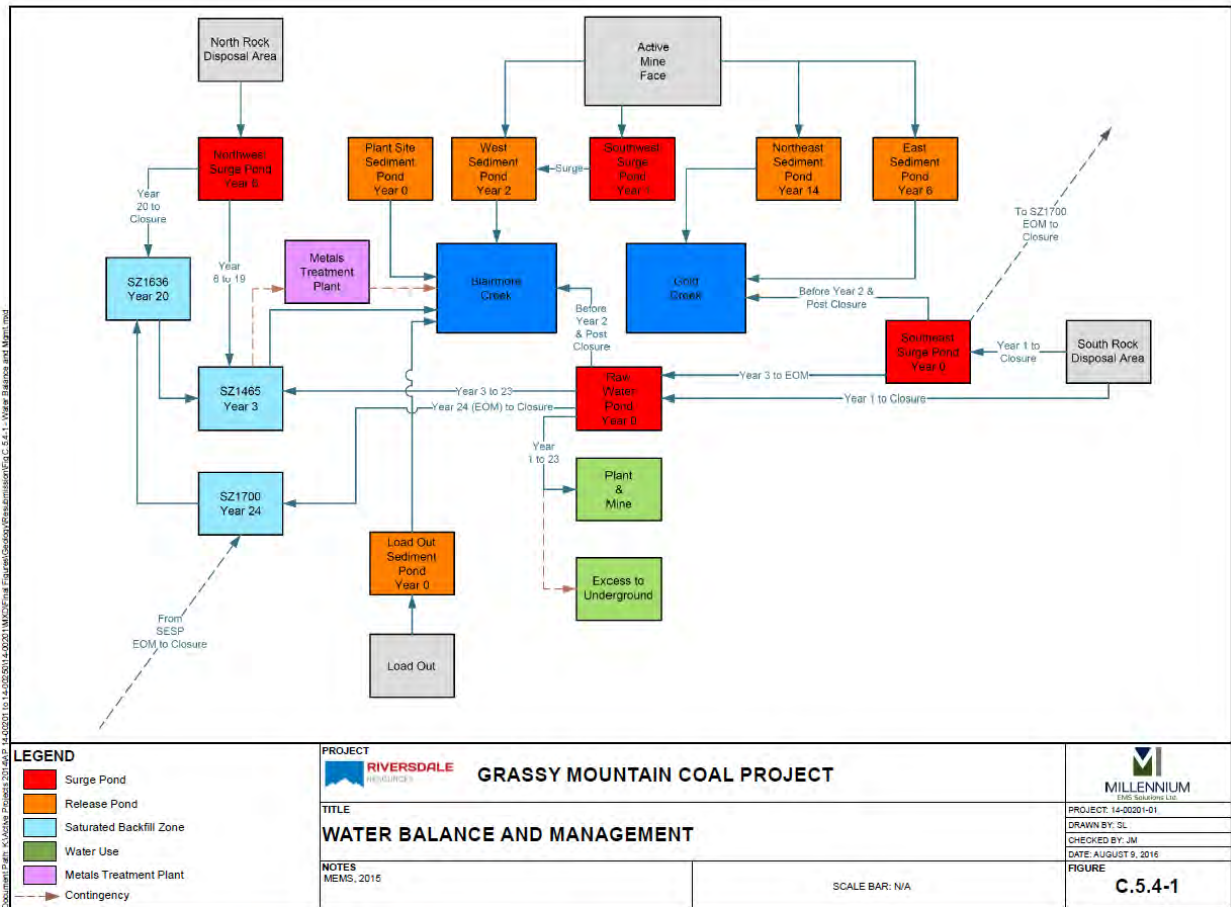 North Rock
Disposal Area
Active
Mine
Face
Northwest
Surge Pond
Plant Site
Sediment
Pond
Year 0
West
Sediment
Pond
Year 2
Surge
Southwest
Surge
Pond
Northeast
Sediment
Pond
Year 14
East
Sediment
Pond
Year 6
Year
20 to
Closure
To SZ1700
EOM to
Closure
SZ1636
Year 20
Year
6 to 19
Metals
Treatment
Plant
Blairmore
Creek
Gold
Creek
Before
Year 2
& Post
Closure
Before Year 2 &
Post Closure
Southeast
Surge Pond
Year 0
Year 1 to
Closure
South Rock
Disposal Area
SZ1465
Year 3
Year 3 to 23
Raw
Water
Pond
Year 0
Year 3 to EOM
Year 24 (EOM) to Closure
Year 1 to Closure
Year
1 to 23
SZ1700
Year 24
Plant
&
Mine
Load Out
Sediment
Pond
Year 0
Excess to
Underground
From
SESP
EOM to Closure
Load Out
LEGEND
Surge Pond
Release Pond
Saturated Backfill Zone
Water Use
Metals Treatment Plant
Contingency
PROJECT
RIVERSDALE
RESOURCES
GRASSY MOUNTAIN COAL PROJECT
TITLE
WATER BALANCE AND MANAGEMENT
NOTES
MEMS, 2015
SCALE BAR: N/A
MILLENNIUM
EMS Solutions Ltd.
PROJECT: 14-00201-01
DRAWN BY: SL
CHECKED BY: JM
DATE: AUGUST 9, 2016
FIGURE
C.5.4-1